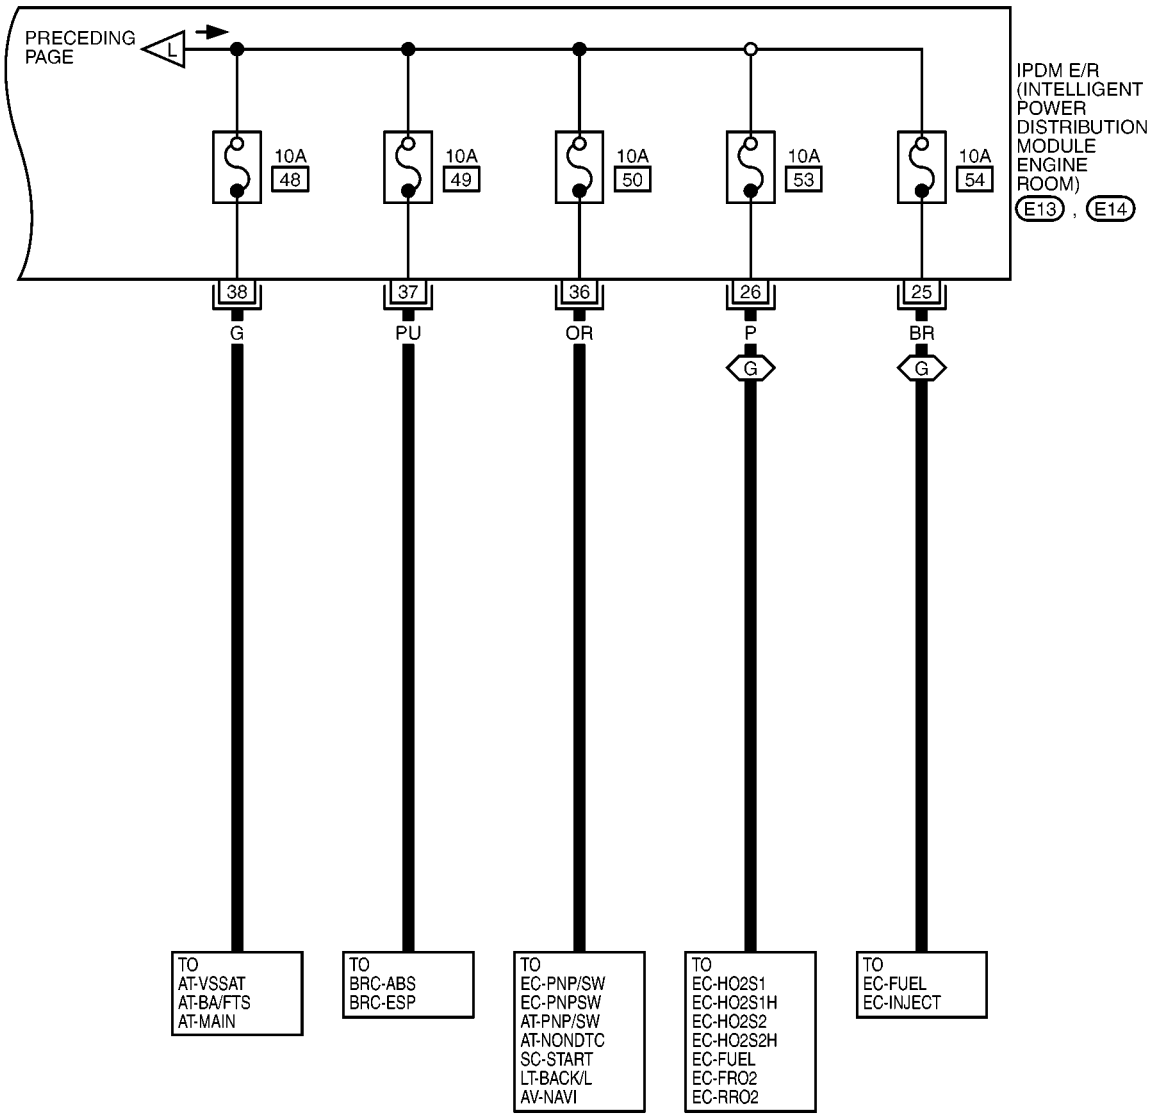 PRECEDING
PAGE
L
IPDM E/R
(INTELLIGENT
POWER
DISTRIBUTION
MODULE
ENGINE
ROOM)
E13 , E14
10A
48
10A
49
10A
50
10A
53
10A
54
38
37
36
26
25
G
PU
OR
P
BR
G
G
TO
AT-VSSAT
AT-BA/FTS
AT-MAIN
TO
BRC-ABS
BRC-ESP
TO
EC-PNP/SW
EC-PNPSW
AT-PNP/SW
AT-NONDTC
SC-START
LT-BACK/L
AV-NAVI
TO
EC-HO2S1
EC-HO2S1H
EC-HO2S2
EC-HO2S2H
EC-FUEL
EC-FRO2
EC-RRO2
TO
EC-FUEL
EC-INJECT